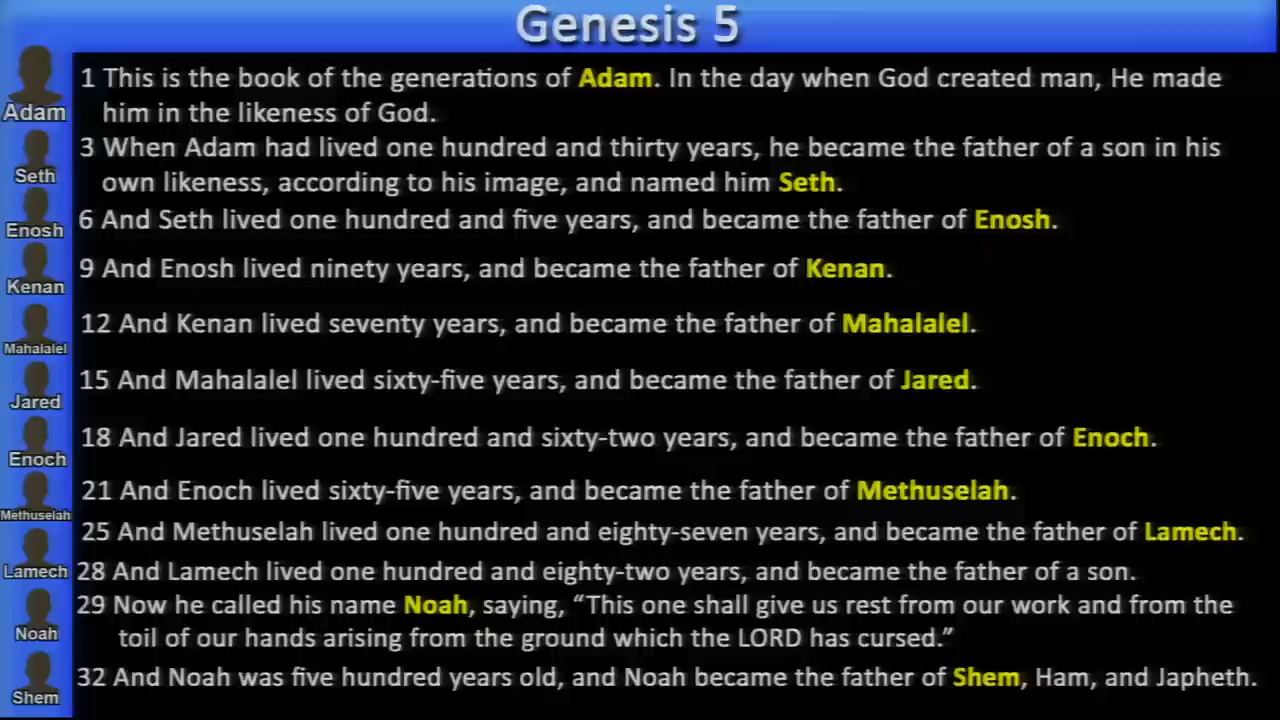 Genesis 5
Adam
1 This is the book of the generations of Adam. In the day when God created man, He made
him in the likeness of God.
Seth
3 When Adam had lived one hundred and thirty years, he became the father of a son in his
own likeness, according to his image, and named him Seth.
Enosh
6 And Seth lived one hundred and five years, and became the father of Enosh.
Kenan
9 And Enosh lived ninety years, and became the father of Kenan.
Mahalalel
12 And Kenan lived seventy years, and became the father of Mahalalel.
Jared
15 And Mahalalel lived sixty-five years, and became the father of Jared.
Enoch
18 And Jared lived one hundred and sixty-two years, and became the father of Enoch.
Methuselah
21 And Enoch lived sixty-five years, and became the father of Methuselah.
25 And Methuselah lived one hundred and eighty-seven years, and became the father of Lamech.
Lamech
28 And Lamech lived one hundred and eighty-two years, and became the father of a son.
Noah
29 Now he called his name Noah, saying, “This one shall give us rest from our work and from the
toil of our hands arising from the ground which the LORD has cursed.”
Shem
32 And Noah was five hundred years old, and Noah became the father of Shem, Ham, and Japheth.